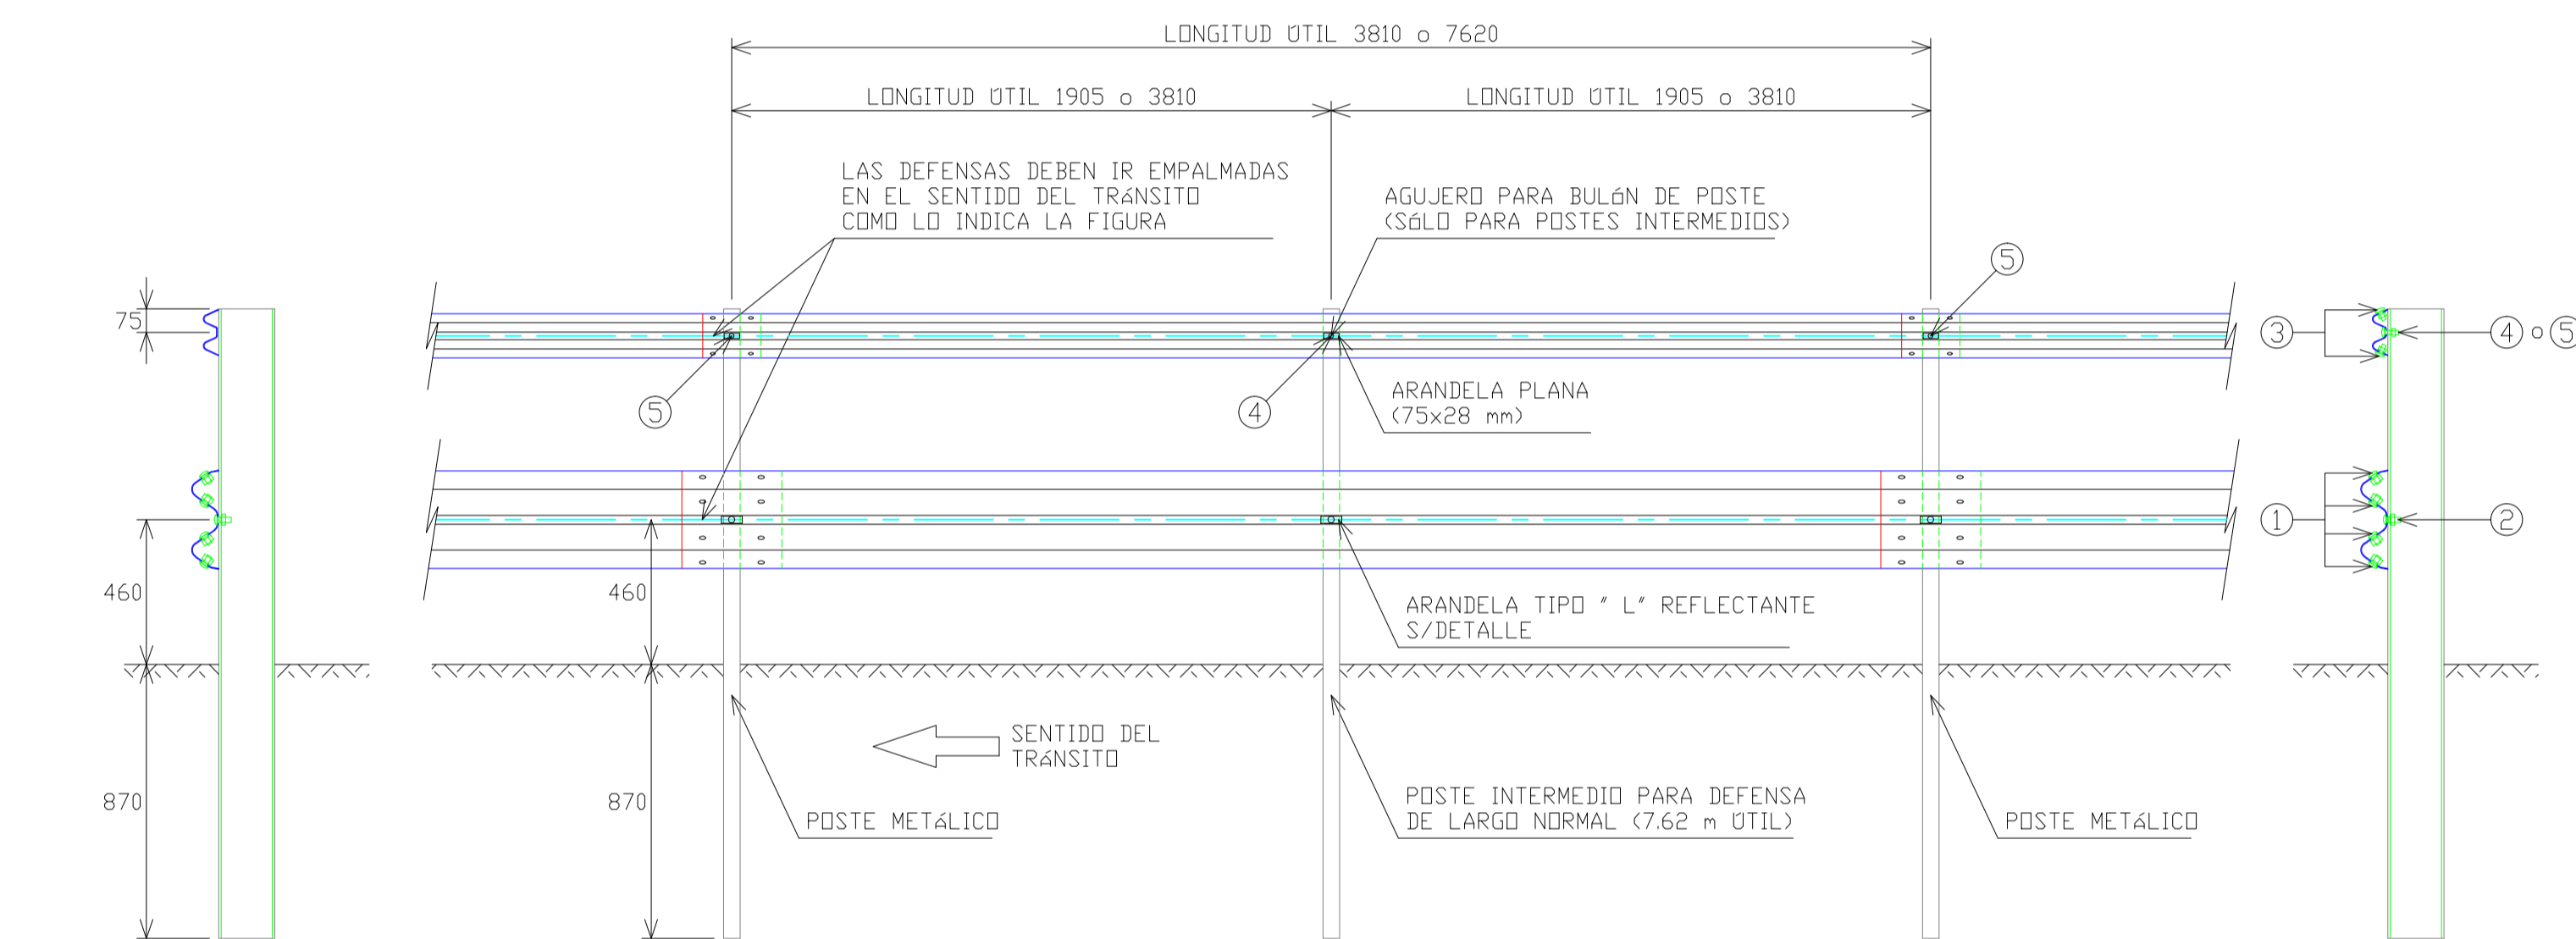 LONGITUD ÚTIL 3810 o 7620
LONGITUD ÚTIL 1905 o 3810
LONGITUD ÚTIL 1905 o 3810
LAS DEFENSAS DEBEN IR EMPALMADAS
EN EL SENTIDO DEL TRáNSITO
COMO LO INDICA LA FIGURA
AGUJERO PARA BULóN DE POSTE
(SóLO PARA POSTES INTERMEDIOS)
5
75
3
4 o 5
ARANDELA PLANA
(75x28 mm)
5
4
1
2
460
460
ARANDELA TIPO " L" REFLECTANTE
S/DETALLE
SENTIDO DEL
TRáNSITO
870
870
POSTE METáLICO
POSTE INTERMEDIO PARA DEFENSA
DE LARGO NORMAL (7.62 m ÚTIL)
POSTE METáLICO